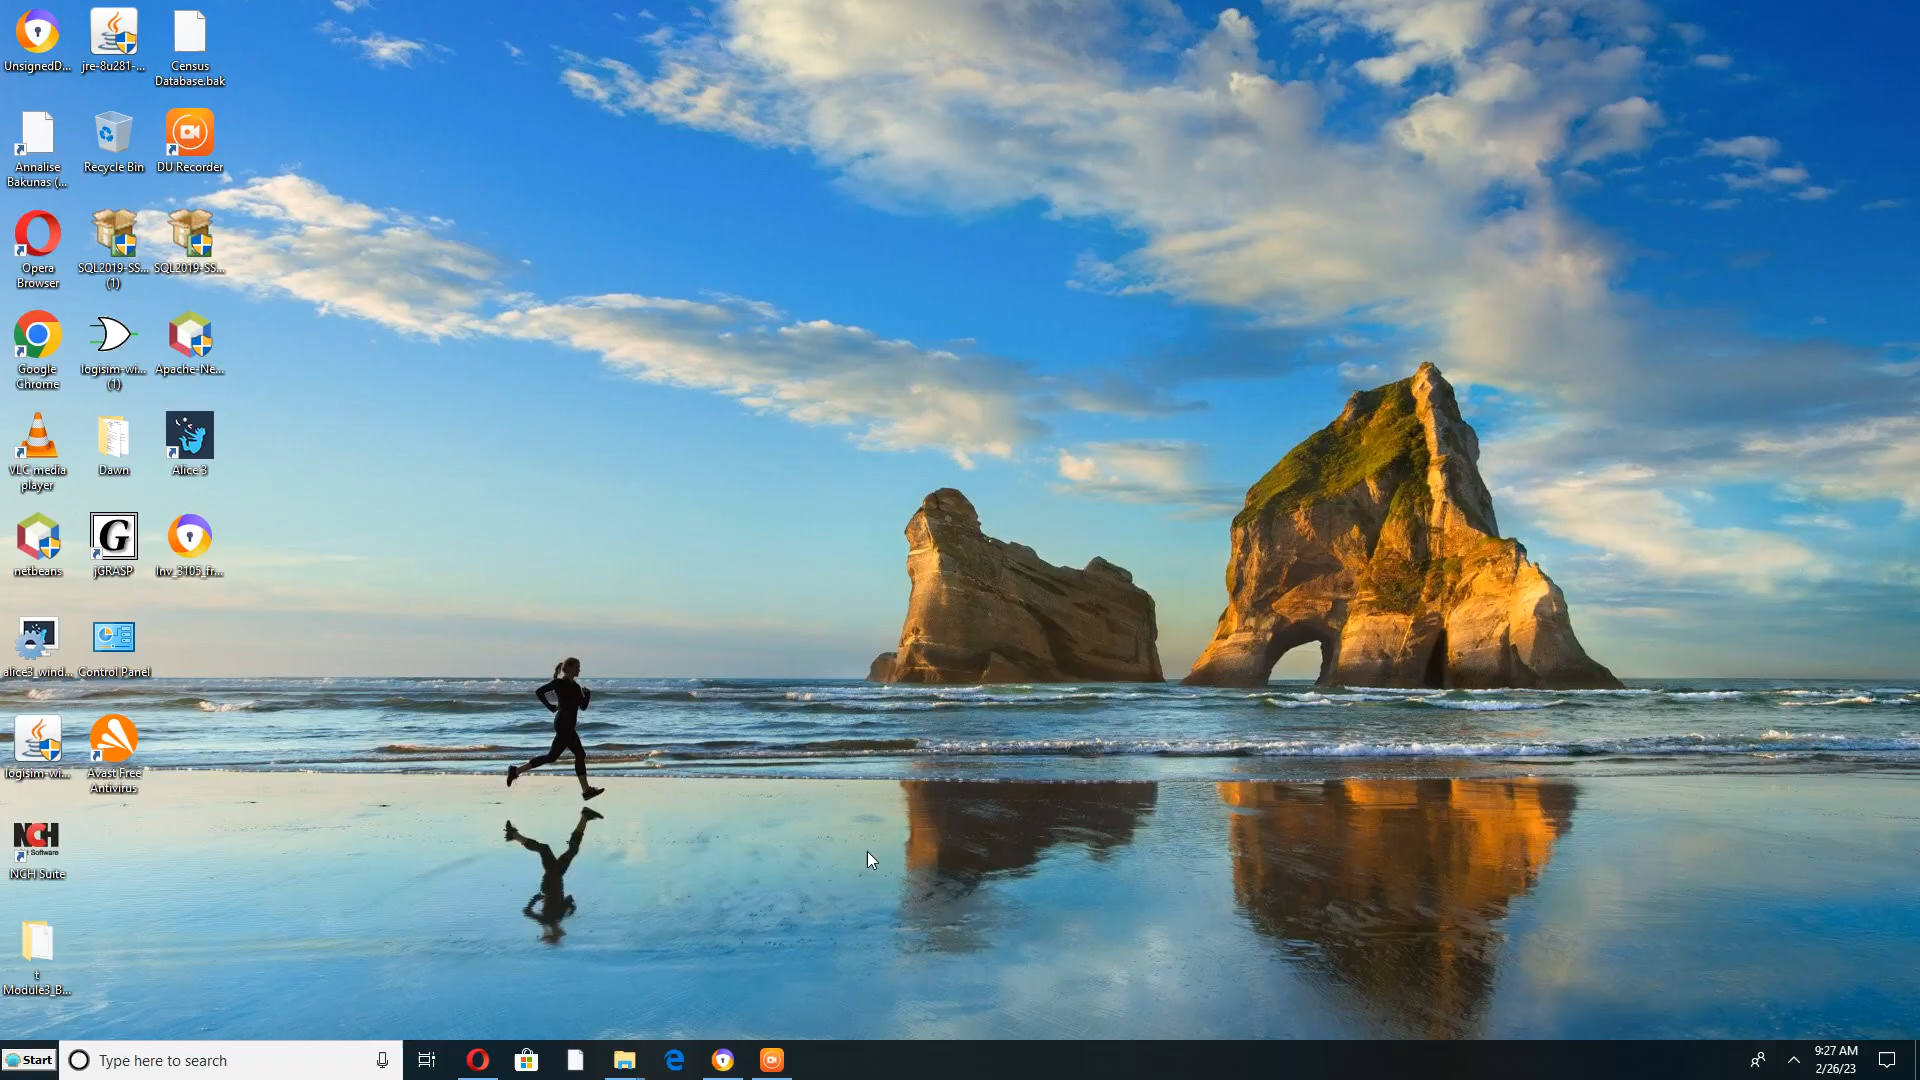 UnsignedD...
jre-8u281-...
Census
Database.bak
Annalise
Bakunas (...
Recycle Bin
DU Recorder
Opera
Browser
SQL2019-SS...
(1)
SQL2019-SS...
Google
Chrome
logisim-wi...
(1)
Apache-Ne...
VLC media
player
Dawn
Alice 3
netbeans
G
jGRASP
Inv_3105_fr...
alice3_wind...
Control Panel
logisim-wi...
Avast Free
Antivirus
NCH
Software
NCH Suite
t
Module3_B...
Start
Type here to search
9:27 AM
2/26/23